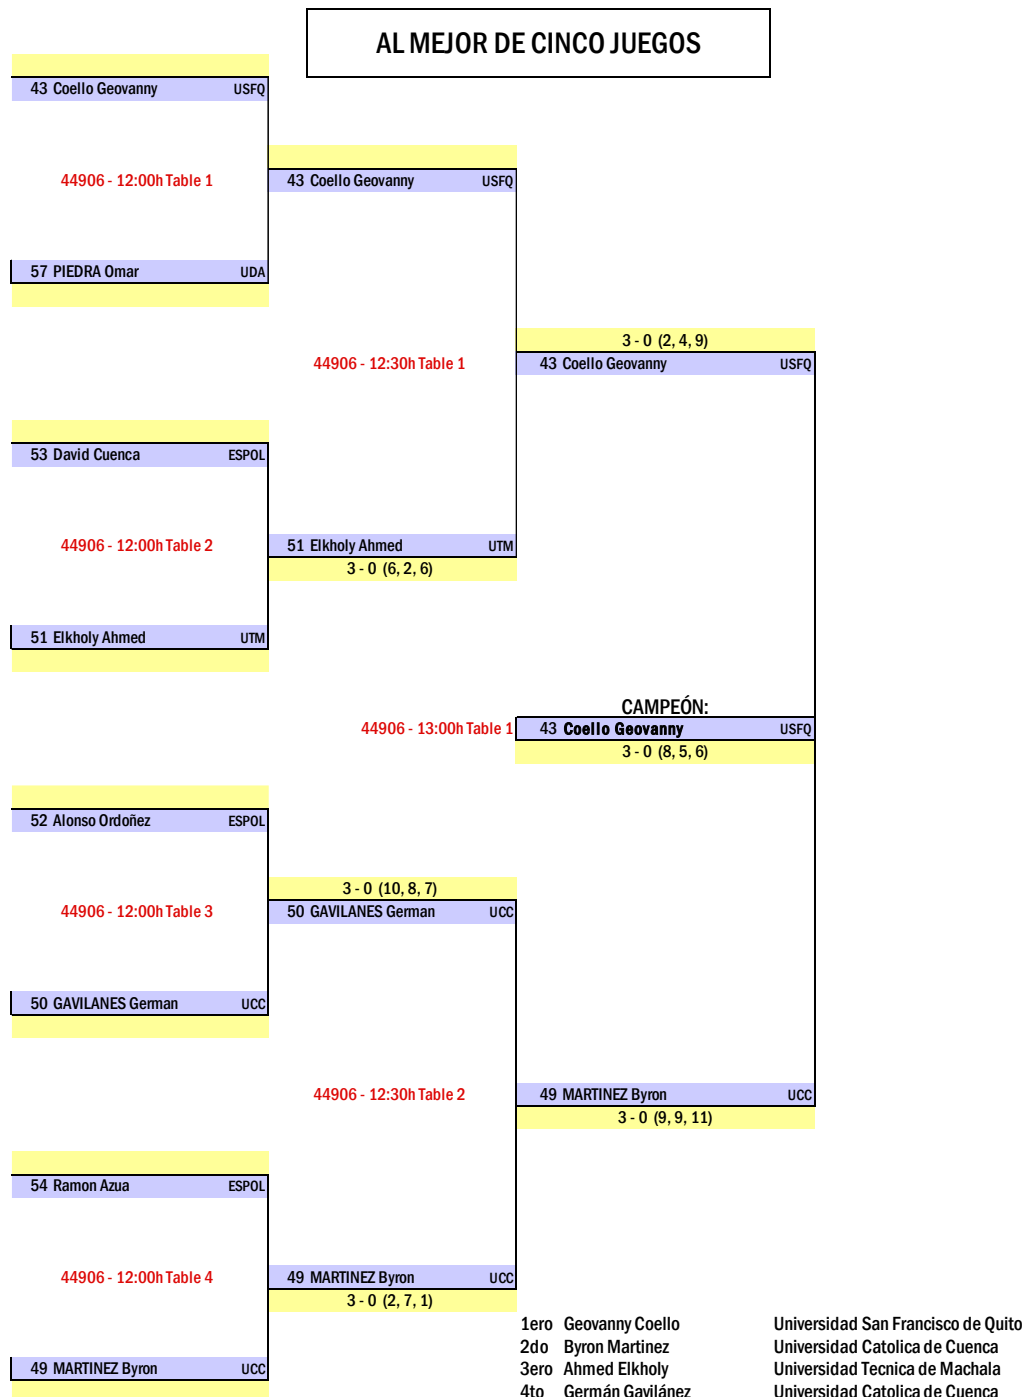 AL MEJOR DE CINCO JUEGOS
43 Coello Geovanny USFQ
44906 - 12:00h Table 1
43 Coello Geovanny USFQ
57 PIEDRA Omar UDA
3 - 0 (2, 4, 9)
44906 - 12:30h Table 1
43 Coello Geovanny USFQ
53 David Cuenca ESPOL
44906 - 12:00h Table 2
51 Elkholy Ahmed UTM
3 - 0 (6, 2, 6)
51 Elkholy Ahmed UTM
CAMPEÓN:
44906 - 13:00h Table 1
43 Coello Geovanny USFQ
3 - 0 (8, 5, 6)
52 Alonso Ordoñez ESPOL
3 - 0 (10, 8, 7)
44906 - 12:00h Table 3
50 GAVILANES German UCC
50 GAVILANES German UCC
44906 - 12:30h Table 2
49 MARTINEZ Byron UCC
3 - 0 (9, 9, 11)
54 Ramon Azua ESPOL
44906 - 12:00h Table 4
49 MARTINEZ Byron UCC
3 - 0 (2, 7, 1)
1ero Geovanny Coello Universidad San Francisco de Quito
2do Byron Martinez Universidad Catolica de Cuenca
49 MARTINEZ Byron UCC
3ero Ahmed Elkholy Universidad Tecnica de Machala
4to Germán Gavilánez Universidad Catolica de Cuenca